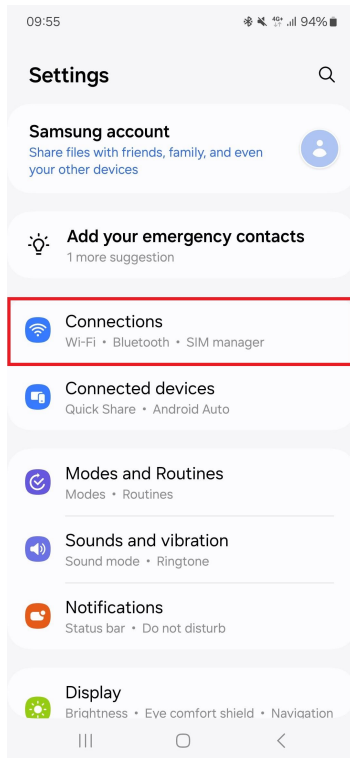 09:55
4G+ 94%
Settings
Samsung account
Share files with friends, family, and even
your other devices
Add your emergency contacts
1 more suggestion
Connections
Wi-Fi • Bluetooth • SIM manager
Connected devices
Quick Share • Android Auto
Modes and Routines
Modes • Routines
Sounds and vibration
Sound mode • Ringtone
Notifications
Status bar • Do not disturb
Display
Brightness • Eye comfort shield • Navigation